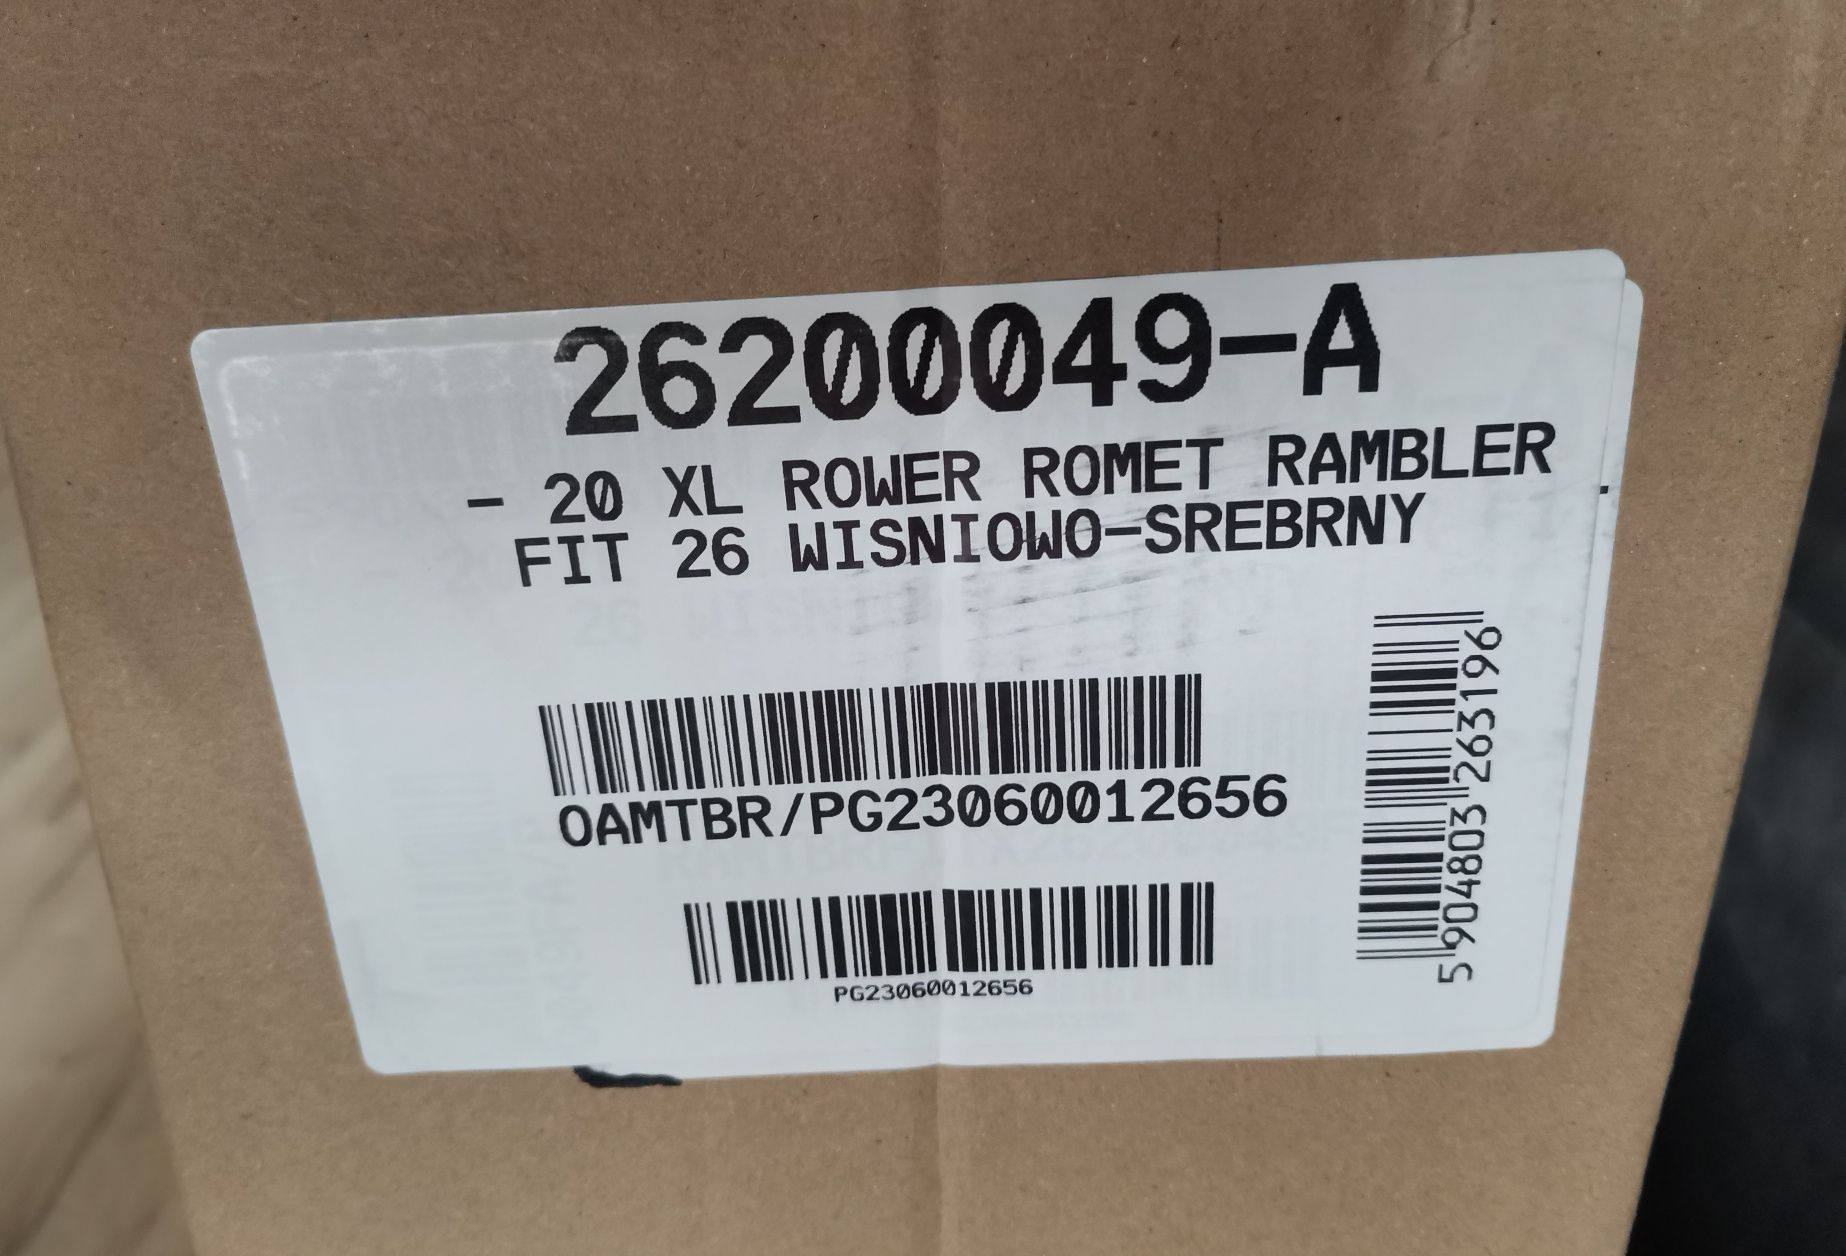 26200049-A
- 20 XL ROWER ROMET RAMBLER
FIT 26 WISNIOWO-SREBRNY
OAMTBR/PG23060012656
PG23060012656
5 904803 263196